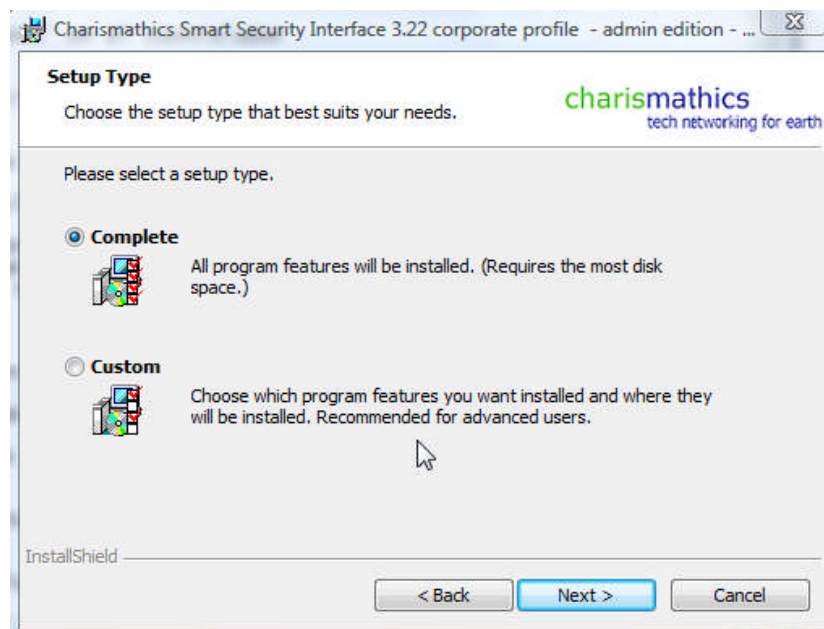 Charismathics Smart Security Interface 3.22 corporate profile - admin edition - ...
Setup Type
Choose the setup type that best suits your needs.
charismathics
tech networking for earth
Please select a setup type.
Complete
All program features will be installed. (Requires the most disk
space.)
Custom
Choose which program features you want installed and where they
will be installed. Recommended for advanced users.
InstallShield
< Back
Next >
Cancel